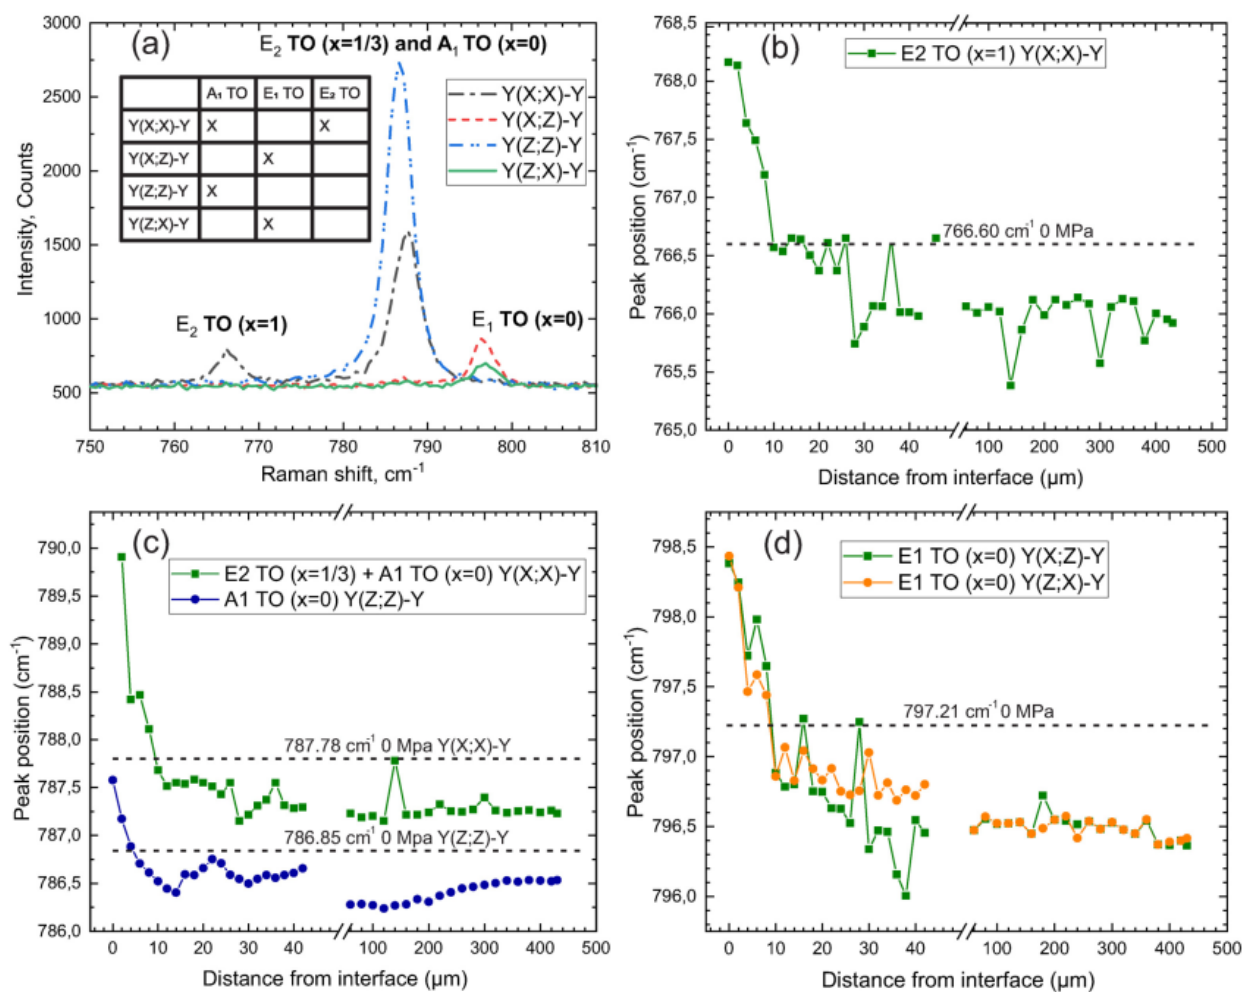 (a)
E₂ TO (x=1/3) and A₁ TO (x=0)
A₁ TO E₁ TO E₂ TO
Y(X;X)-Y X X
Y(X;Z)-Y X
Y(Z;Z)-Y X
Y(Z;X)-Y X
Y(X;X)-Y
Y(X;Z)-Y
Y(Z;Z)-Y
Y(Z;X)-Y
E₂ TO (x=1)
E₁ TO (x=0)
3000
2500
2000
1500
1000
500
Intensity, Counts
750 760 770 780 790 800 810
Raman shift, cm⁻¹
(b)
E2 TO (x=1) Y(X;X)-Y
766.60 cm¹ 0 MPa
768,5
768,0
767,5
767,0
766,5
766,0
765,5
765,0
Peak position (cm⁻¹)
0 10 20 30 40 100 200 300 400 500
Distance from interface (µm)
(c)
E2 TO (x=1/3) + A1 TO (x=0) Y(X;X)-Y
A1 TO (x=0) Y(Z;Z)-Y
787.78 cm⁻¹ 0 Mpa Y(X;X)-Y
786.85 cm⁻¹ 0 MPa Y(Z;Z)-Y
790,0
789,5
789,0
788,5
788,0
787,5
787,0
786,5
786,0
Peak position (cm⁻¹)
0 10 20 30 40 100 200 300 400 500
Distance from interface (µm)
(d)
E1 TO (x=0) Y(X;Z)-Y
E1 TO (x=0) Y(Z;X)-Y
797.21 cm⁻¹ 0 MPa
798,5
798,0
797,5
797,0
796,5
796,0
Peak position (cm⁻¹)
0 10 20 30 40 100 200 300 400 500
Distance from interface (µm)